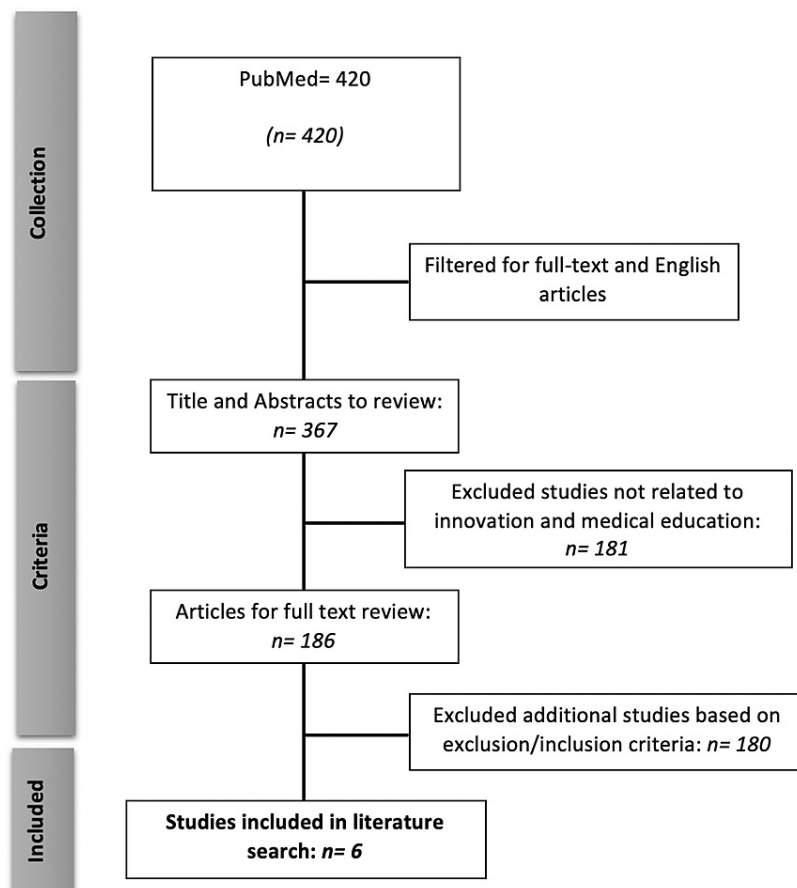 Collection
PubMed= 420
(n= 420)
Filtered for full-text and English
articles
Criteria
Title and Abstracts to review:
n= 367
Excluded studies not related to
innovation and medical education:
n= 181
Articles for full text review:
n= 186
Excluded additional studies based on
exclusion/inclusion criteria: n= 180
Included
Studies included in literature
search: n= 6